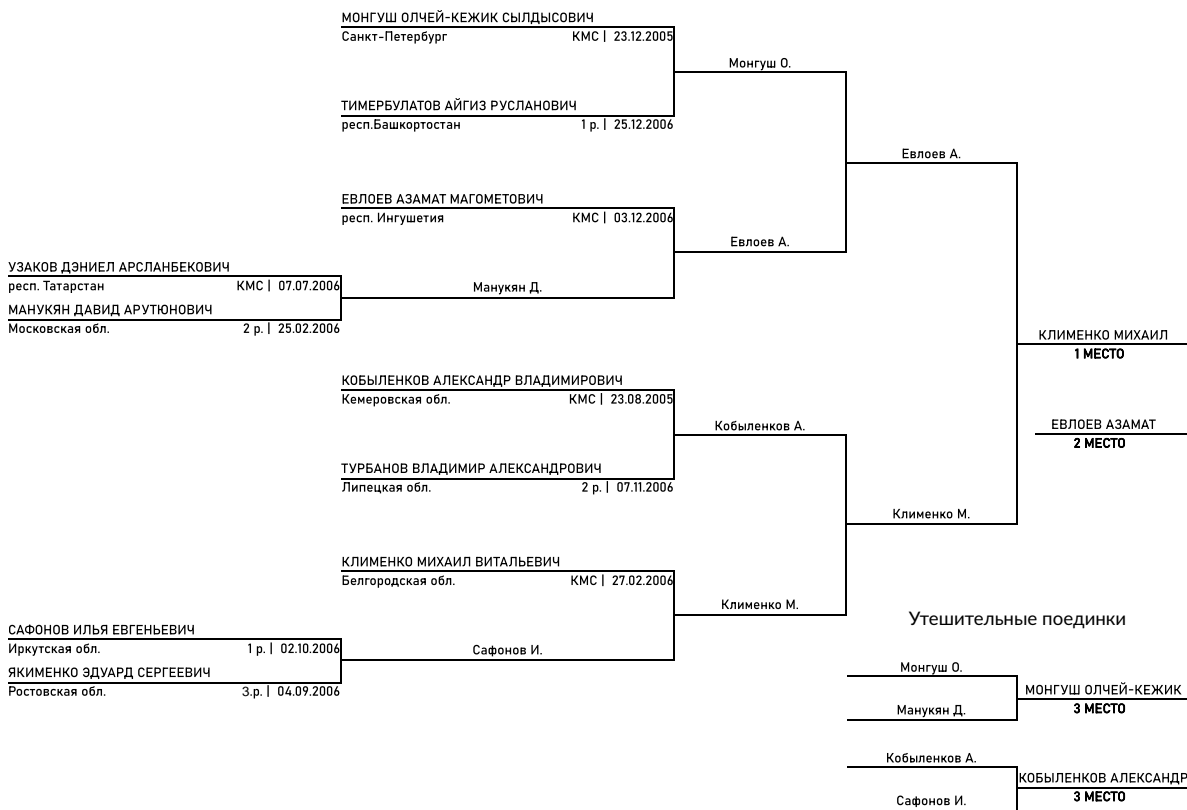 МОНГУШ ОЛЧЕЙ-КЕЖИК СЫЛДЫСОВИЧ
Санкт-Петербург КМС | 23.12.2005
Монгуш О.
ТИМЕРБУЛАТОВ АЙГИЗ РУСЛАНОВИЧ
респ.Башкортостан 1 р. | 25.12.2006
Евлоев А.
ЕВЛОЕВ АЗАМАТ МАГОМЕТОВИЧ
респ. Ингушетия КМС | 03.12.2006
Евлоев А.
УЗАКОВ ДЭНИЕЛ АРСЛАНБЕКОВИЧ
респ. Татарстан КМС | 07.07.2006
Манукян Д.
МАНУКЯН ДАВИД АРУТЮНОВИЧ
Московская обл. 2 р. | 25.02.2006
КЛИМЕНКО МИХАИЛ
1 МЕСТО
КОБЫЛЕНКОВ АЛЕКСАНДР ВЛАДИМИРОВИЧ
Кемеровская обл. КМС | 23.08.2005
Кобыленков А.
ЕВЛОЕВ АЗАМАТ
2 МЕСТО
ТУРБАНОВ ВЛАДИМИР АЛЕКСАНДРОВИЧ
Липецкая обл. 2 р. | 07.11.2006
Клименко М.
КЛИМЕНКО МИХАИЛ ВИТАЛЬЕВИЧ
Белгородская обл. КМС | 27.02.2006
Клименко М.
Утешительные поединки
САФОНОВ ИЛЬЯ ЕВГЕНЬЕВИЧ
Иркутская обл. 1 р. | 02.10.2006
Сафонов И.
ЯКИМЕНКО ЭДУАРД СЕРГЕЕВИЧ
Ростовская обл. 3.р. | 04.09.2006
Монгуш О.
МОНГУШ ОЛЧЕЙ-КЕЖИК
3 МЕСТО
Манукян Д.
Кобыленков А.
КОБЫЛЕНКОВ АЛЕКСАНДР
3 МЕСТО
Сафонов И.